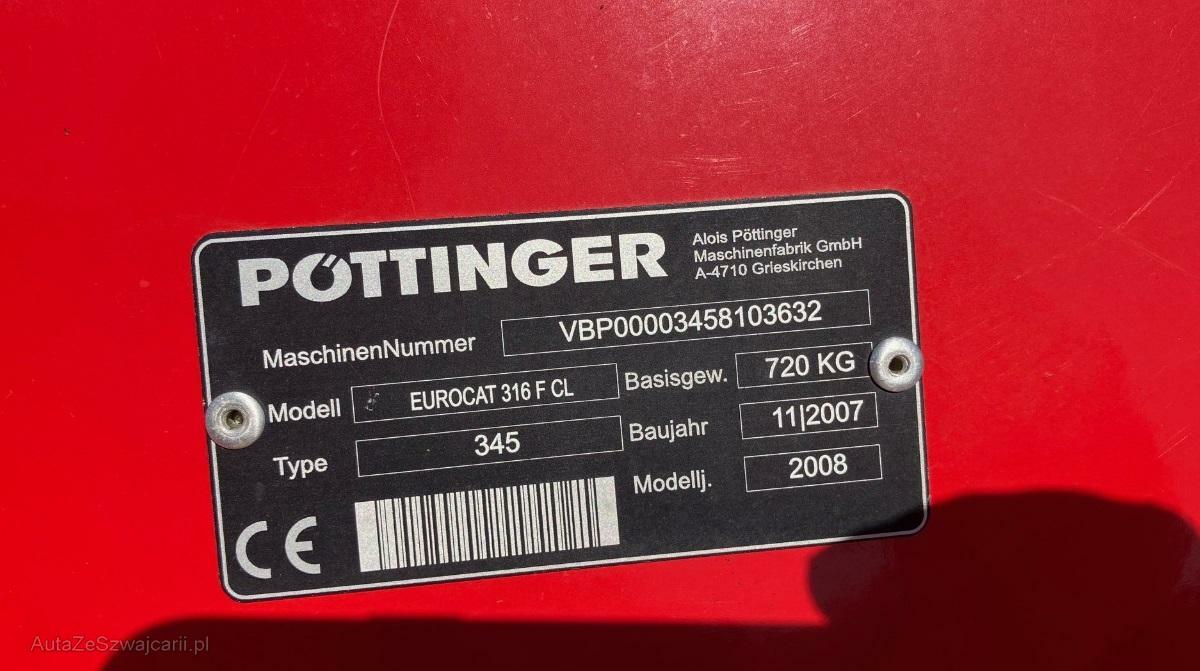 PÖTTINGER
Alois Pöttinger
Maschinenfabrik GmbH
A-4710 Grieskirchen
MaschinenNummer VBP00003458103632
Modell EUROCAT 316 F CL Basisgew. 720 KG
Type 345 Baujahr 11|2007
Modellj. 2008
CE
AutaZeSzwajcarii.pl